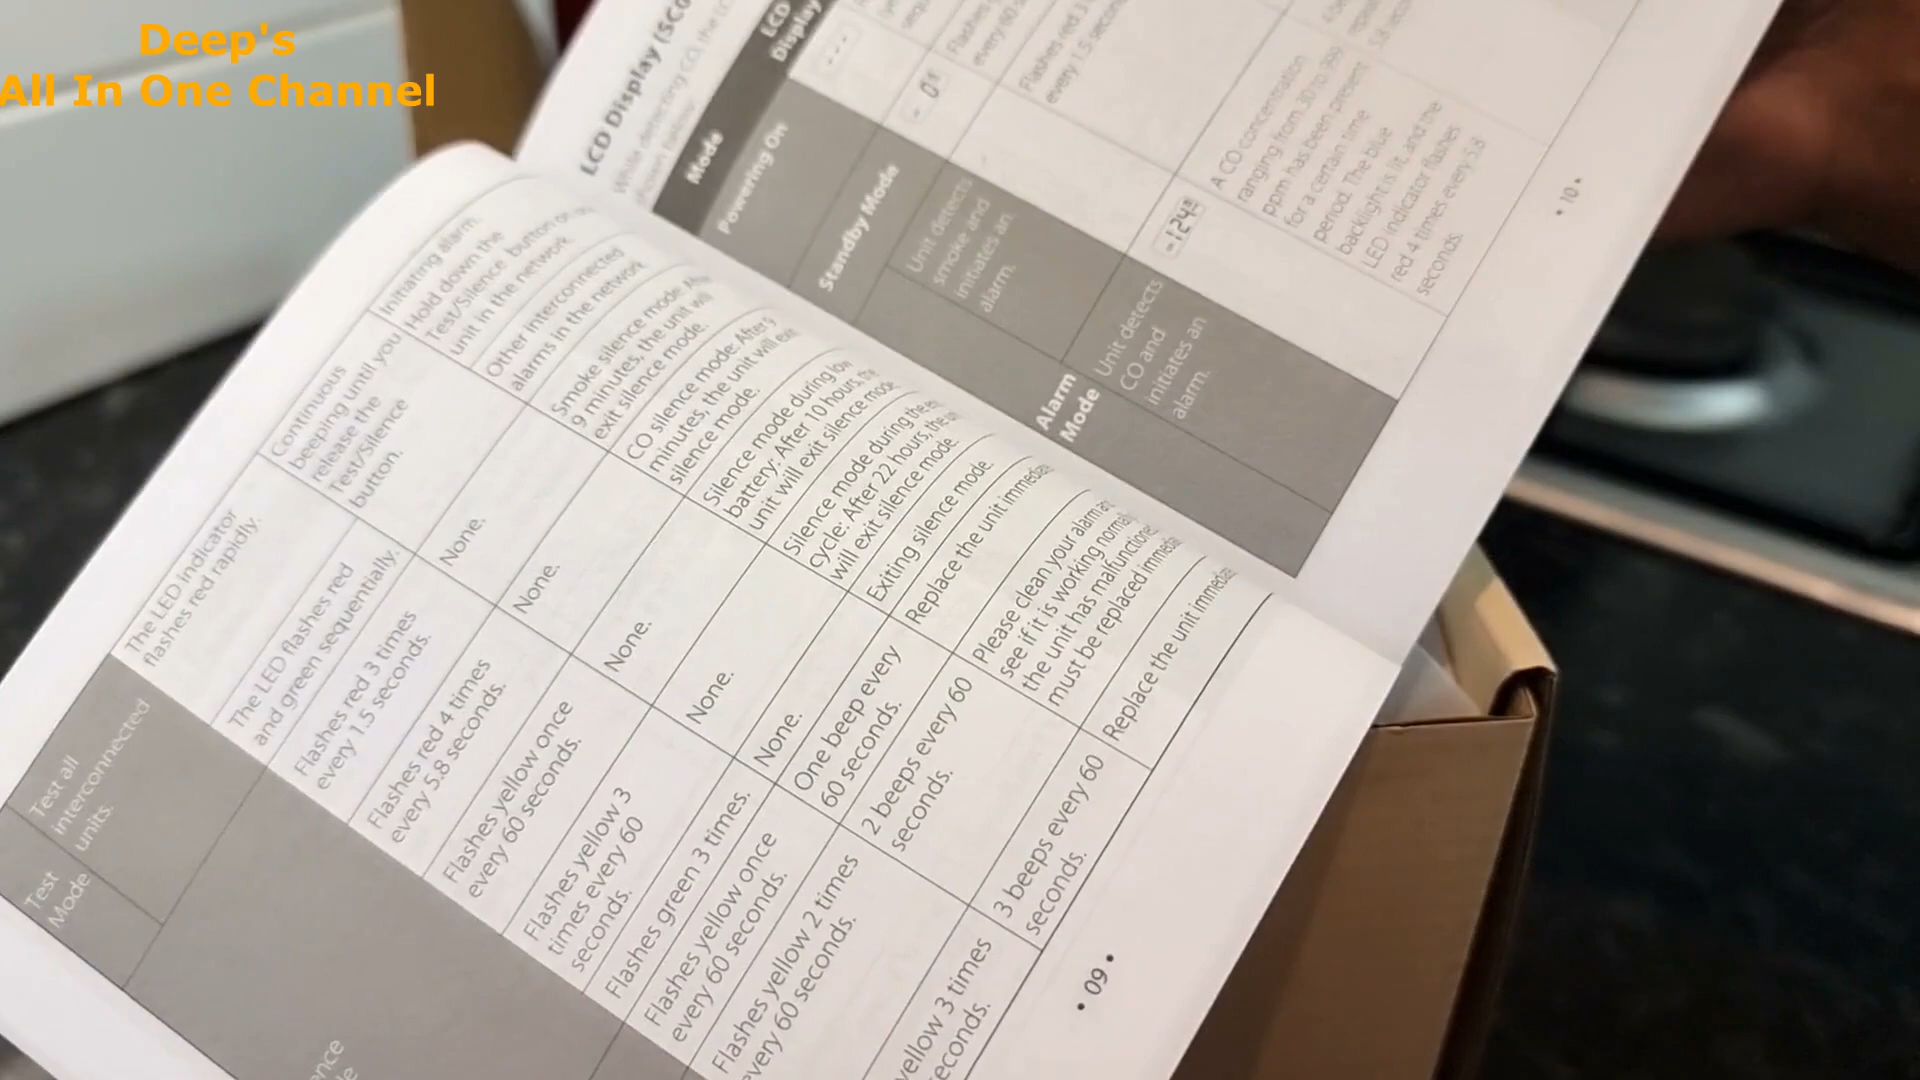 Deep's
All In One Channel
Test
Mode
Test all
interconnected
units.
The LED indicator
flashes red rapidly.
Continuous
beeping until you
release the
Test/Silence
button.
Initiating alarm.
Hold down the
Test/Silence button on
unit in the network.
The LED flashes red
and green sequentially.
Other interconnected
alarms in the network.
Flashes red 3 times
every 1.5 seconds.
None.
Smoke silence mode: After
9 minutes, the unit will
exit silence mode.
Flashes red 4 times
every 5.8 seconds.
None.
CO silence mode: After 9
minutes, the unit will exit
silence mode.
Flashes yellow once
every 60 seconds.
None.
Silence mode during low
battery: After 10 hours, the
unit will exit silence mode.
Flashes yellow 3
times every 60
seconds.
None.
Silence mode during the
cycle: After 22 hours, the
will exit silence mode.
Flashes green 3 times.
None.
Exiting silence mode.
Flashes yellow once
every 60 seconds.
One beep every
60 seconds.
Replace the unit
Flashes yellow 2 times
every 60 seconds.
2 beeps every 60
seconds.
Please clean your alarm
see if it is working
the unit has
must be replaced
yellow 3 times
3 beeps every 60
seconds.
Replace the unit
• 09 •
LCD Display
Mode
LCD
Display
Powering On
Standby Mode
Alarm
Mode
Unit detects
smoke and
initiates an
alarm.
Flashes red 3
every 1.5
Unit detects
CO and
initiates an
alarm.
-124
A CO concentration
ranging from 30 to 999
ppm has been present
for a certain time
period. The blue
backlight is lit, and the
LED indicator flashes
red 4 times every 5.8
seconds.
• 10 •